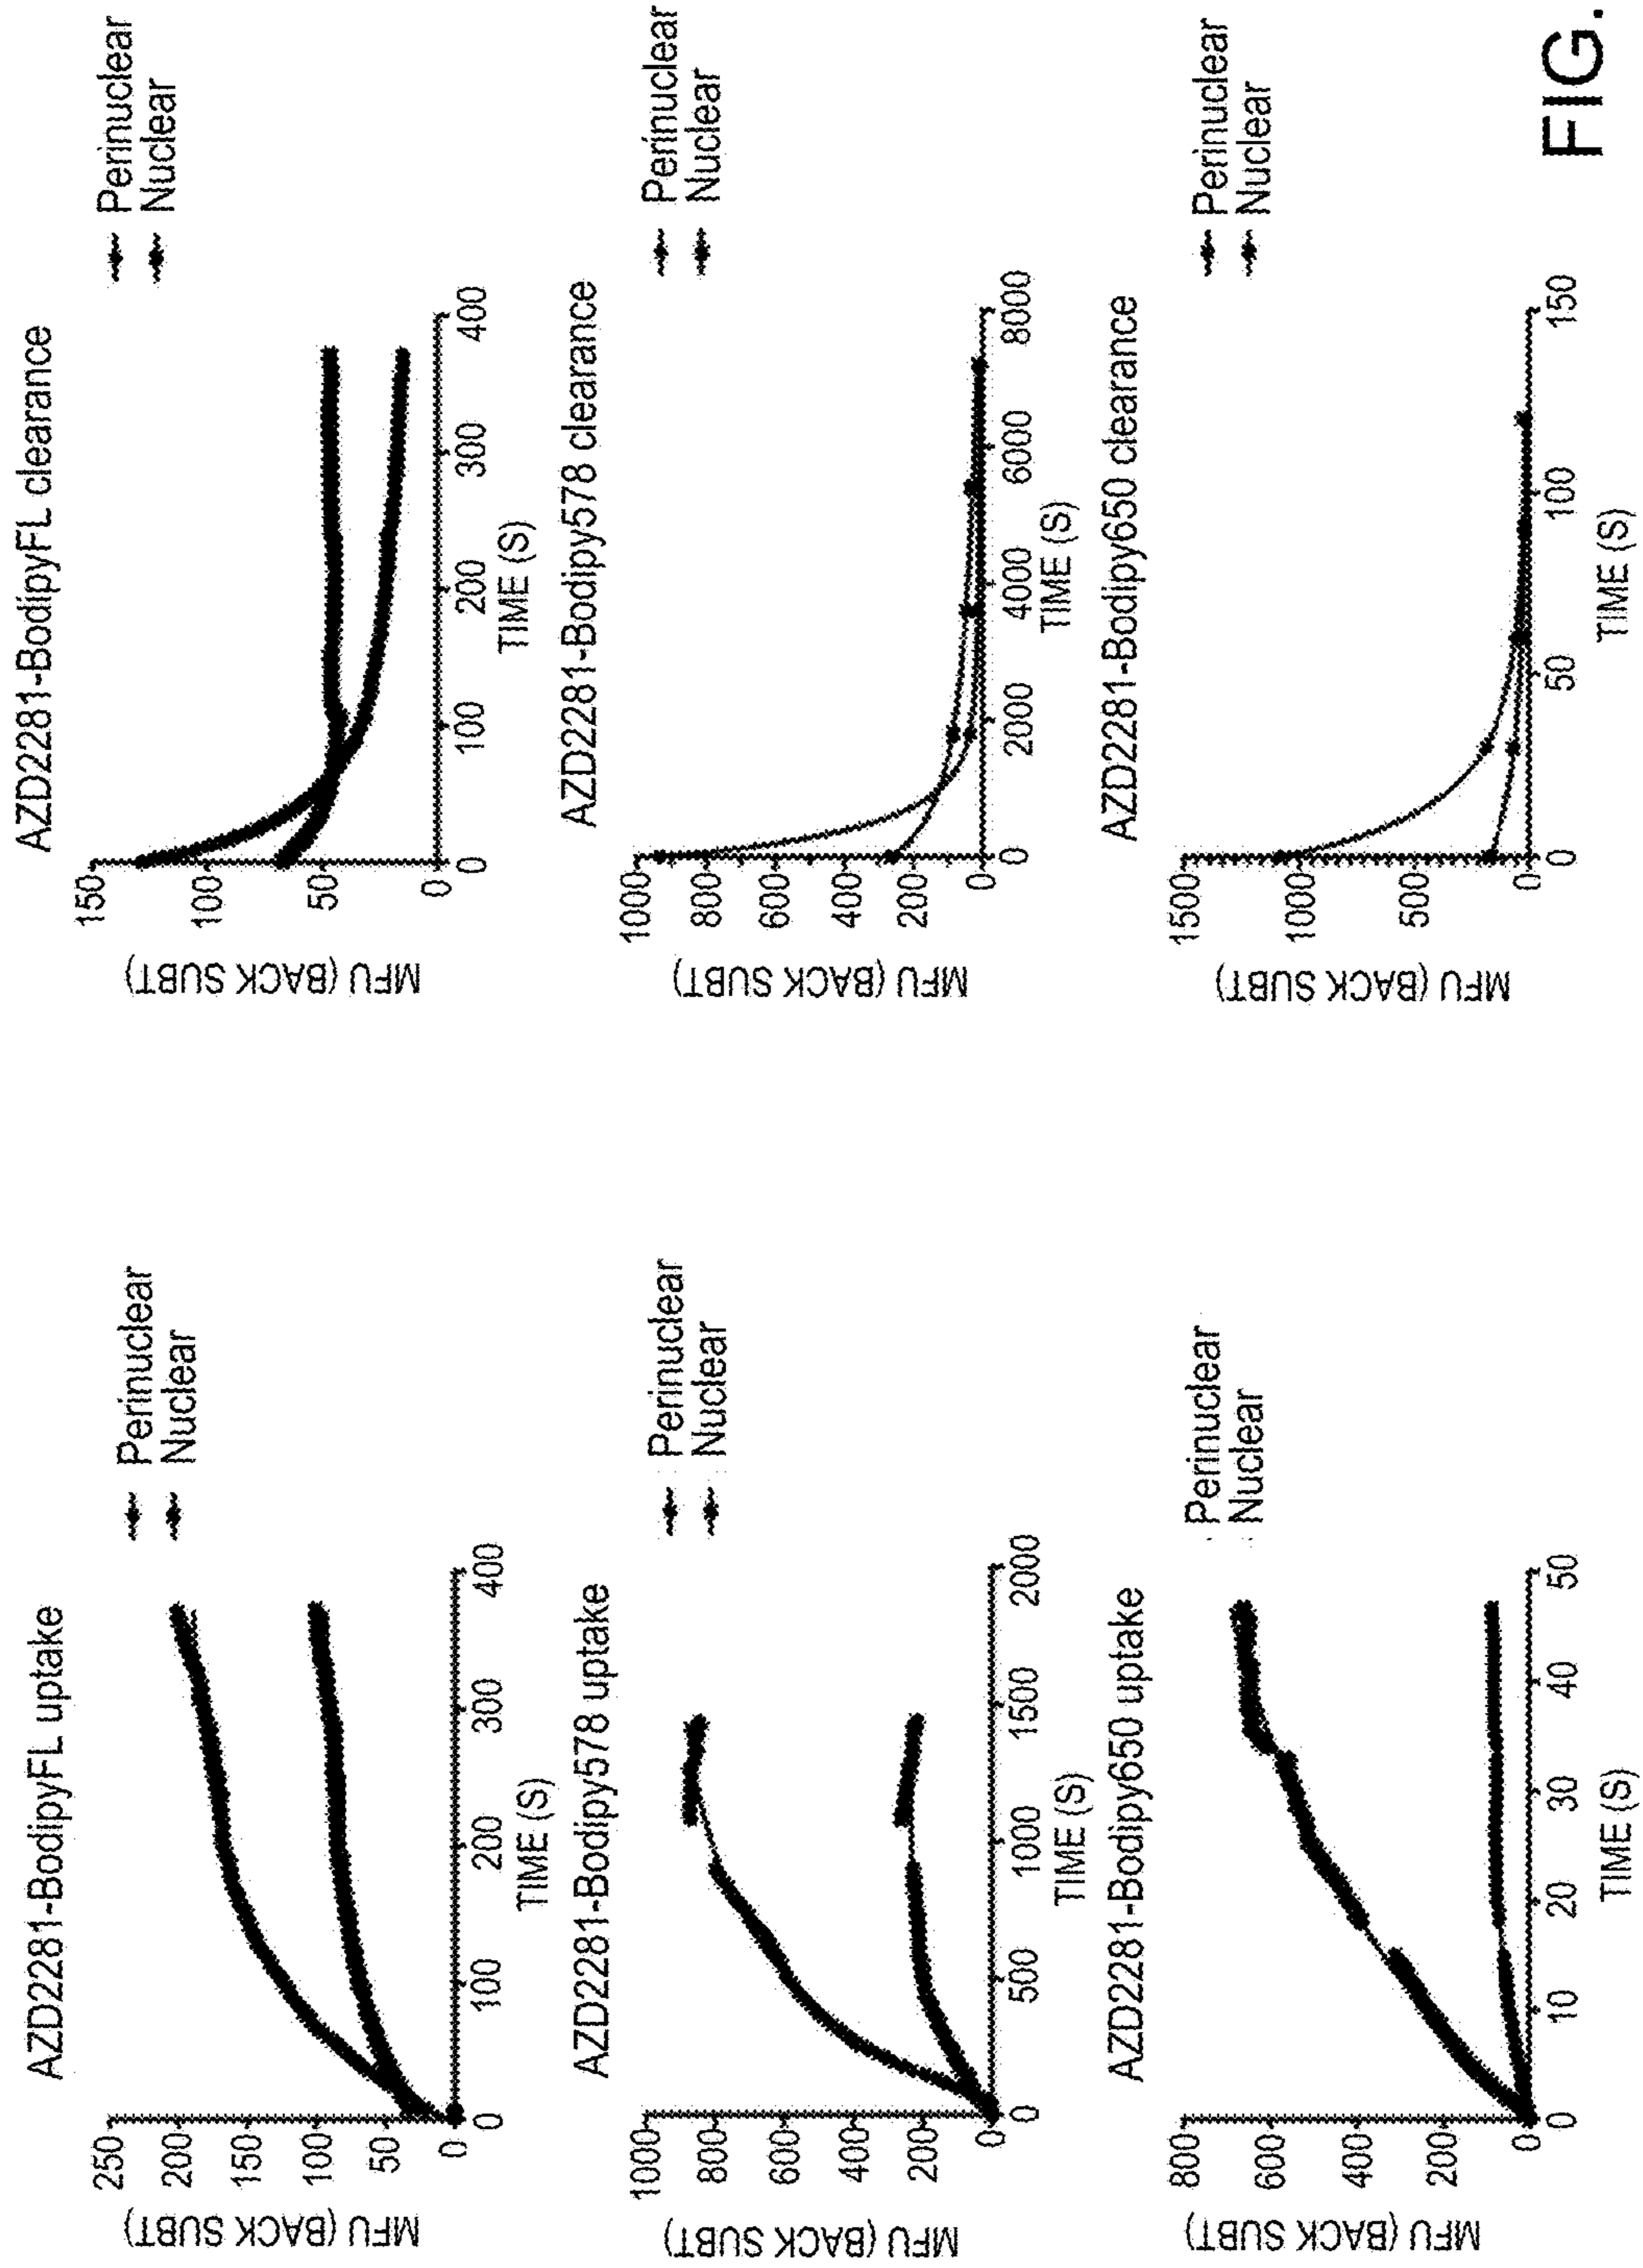 AZD2281-BodipyFL uptake
MFU (BACK SUBT)
250
200
150
100
50
0
0 100 200 300 400
TIME (S)
Perinuclear
Nuclear
AZD2281-BodipyFL clearance
MFU (BACK SUBT)
150
100
50
0
0 100 200 300 400
TIME (S)
Perinuclear
Nuclear
AZD2281-Bodipy578 uptake
MFU (BACK SUBT)
1000
800
600
400
200
0
0 500 1000 1500 2000
TIME (S)
Perinuclear
Nuclear
AZD2281-Bodipy578 clearance
MFU (BACK SUBT)
1000
800
600
400
200
0
0 2000 4000 6000 8000
TIME (S)
Perinuclear
Nuclear
AZD2281-Bodipy650 uptake
MFU (BACK SUBT)
800
600
400
200
0
0 10 20 30 40 50
TIME (S)
Perinuclear
Nuclear
AZD2281-Bodipy650 clearance
MFU (BACK SUBT)
1500
1000
500
0
0 50 100 150
TIME (S)
Perinuclear
Nuclear
FIG.